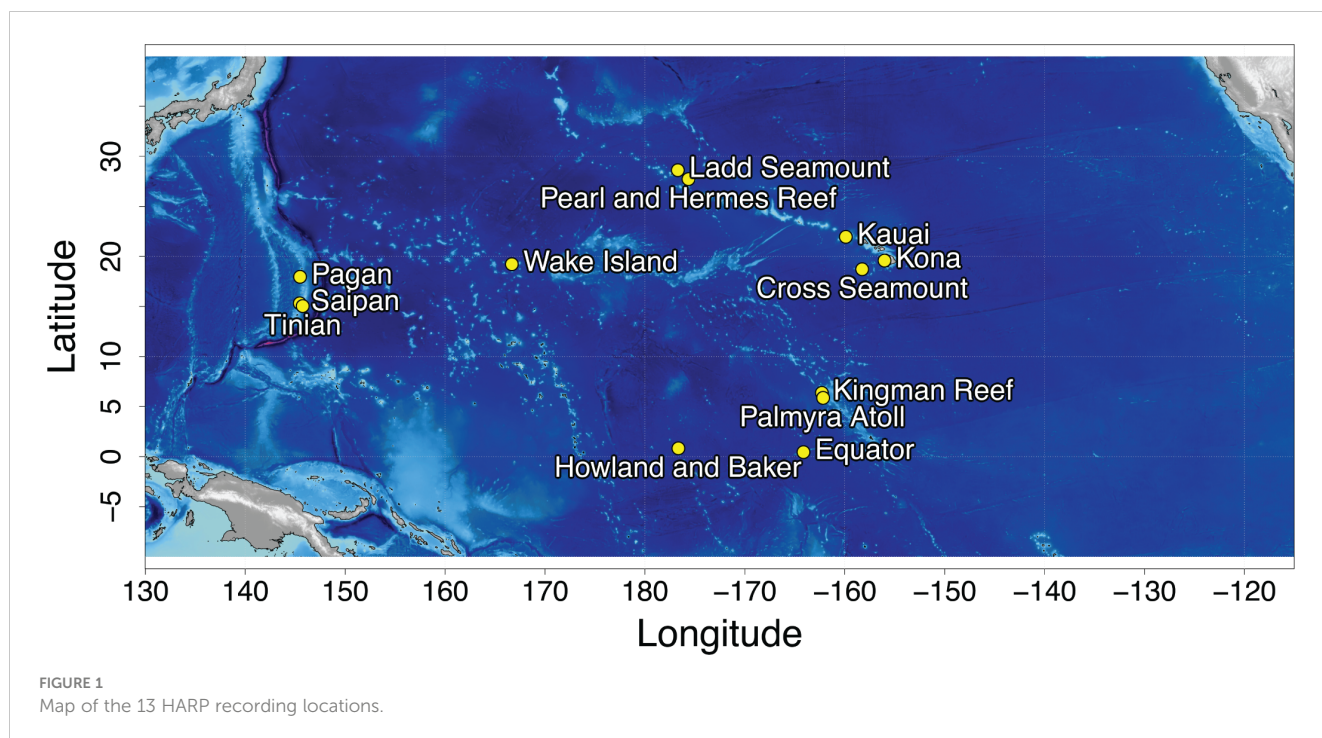 Ladd Seamount
Pearl and Hermes Reef
Kauai
Kona
Wake Island
Cross Seamount
Pagan
Saipan
Tinian
Kingman Reef
Palmyra Atoll
Equator
Howland and Baker
Latitude
30
20
10
5
0
−5
130 140 150 160 170 180 −170 −160 −150 −140 −130 −120
Longitude
FIGURE 1
Map of the 13 HARP recording locations.